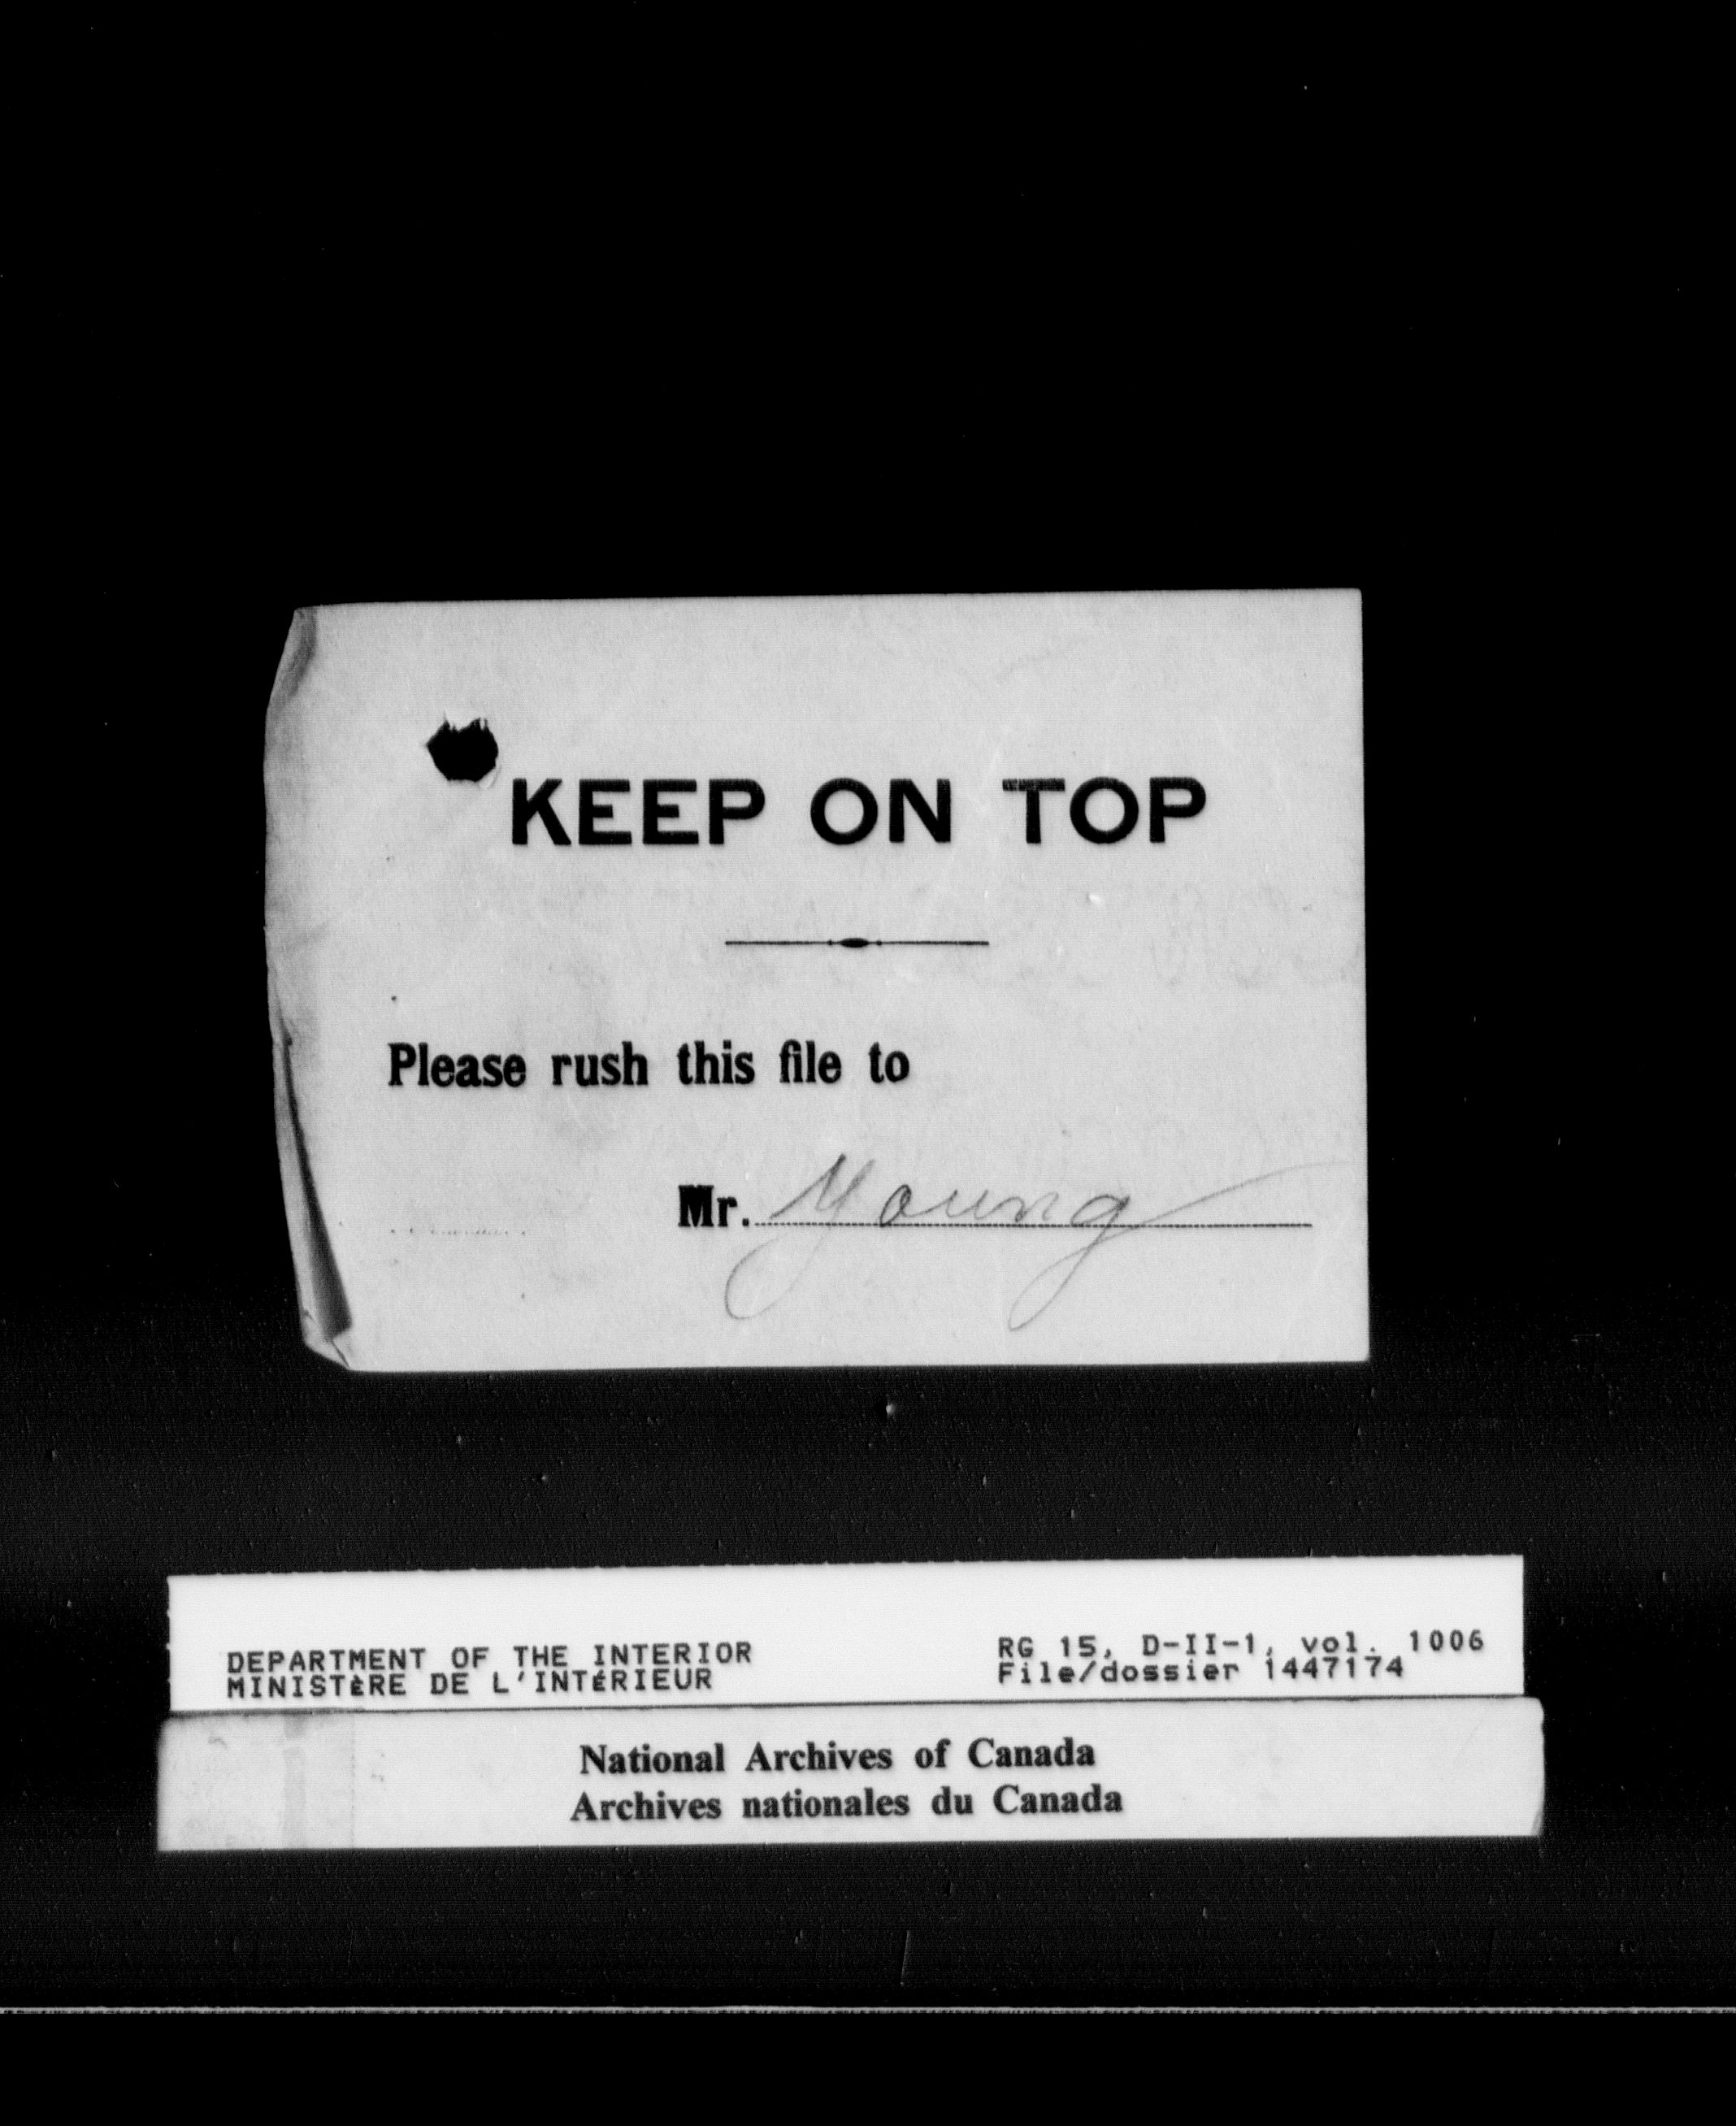 KEEP ON TOP
Please rush this file to
Mr. Young
DEPARTMENT OF THE INTERIOR
MINISTÈRE DE L'INTÉRIEUR
RG 15, D-II-1, vol. 1006
File/dossier 1447174
National Archives of Canada
Archives nationales du Canada